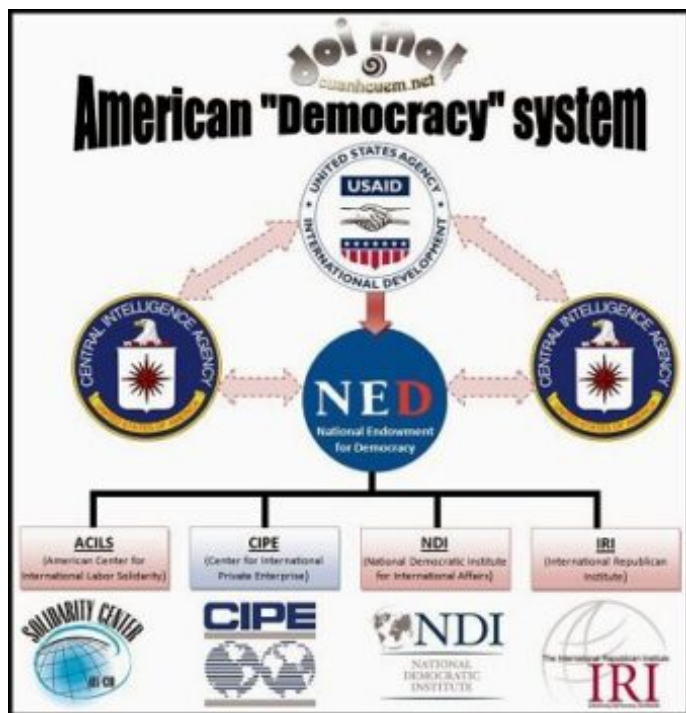 doi mat
cuanhcuem.net
American "Democracy" system
UNITED STATES AGENCY
USAID
INTERNATIONAL DEVELOPMENT
CENTRAL INTELLIGENCE AGENCY
UNITED STATES OF AMERICA
CENTRAL INTELLIGENCE AGENCY
UNITED STATES OF AMERICA
NED
National Endowment
for Democracy
ACILS
(American Center for
International Labor Solidarity)
CIPE
(Center for International
Private Enterprise)
NDI
(National Democratic Institute
for International Affairs)
IRI
(International Republican
Institute)
SOLIDARITY CENTER
CIPE
NDI
NATIONAL
DEMOCRATIC
INSTITUTE
The International Republican Institute
IRI